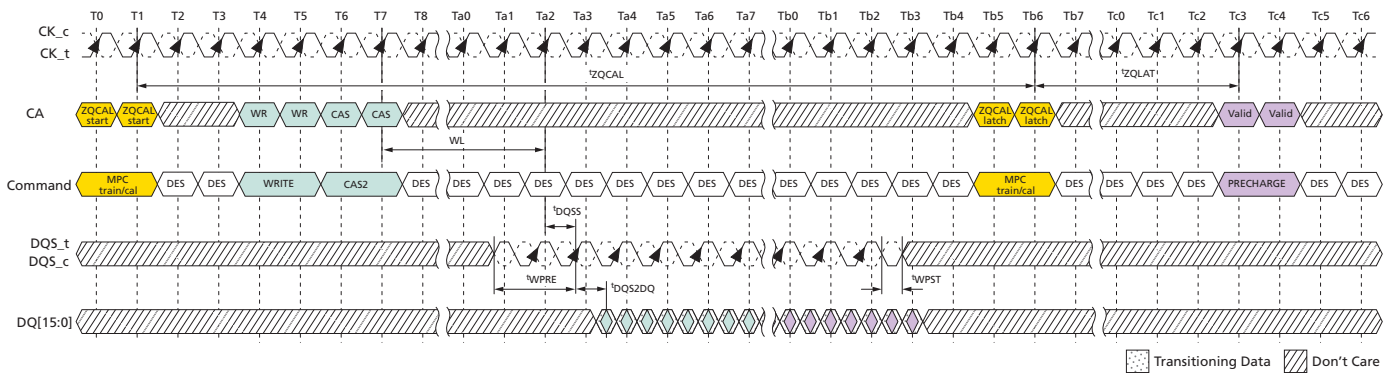 T0 T1 T2 T3 T4 T5 T6 T7 T8 Ta0 Ta1 Ta2 Ta3 Ta4 Ta5 Ta6 Ta7 Tb0 Tb1 Tb2 Tb3 Tb4 Tb5 Tb6 Tb7 Tc0 Tc1 Tc2 Tc3 Tc4 Tc5 Tc6
CK_c
CK_t
tZQCAL tZQLAT
CA ZQCAL start ZQCAL start WR WR CAS CAS ZQCAL latch ZQCAL latch Valid Valid
WL
Command MPC train/cal DES DES WRITE CAS2 DES DES DES DES DES DES DES DES DES DES DES DES DES DES MPC train/cal DES DES DES DES PRECHARGE DES DES
tDQSS
DQS_t
DQS_c
tWPRE tDQS2DQ tWPST
DQ[15:0]
Transitioning Data Don't Care